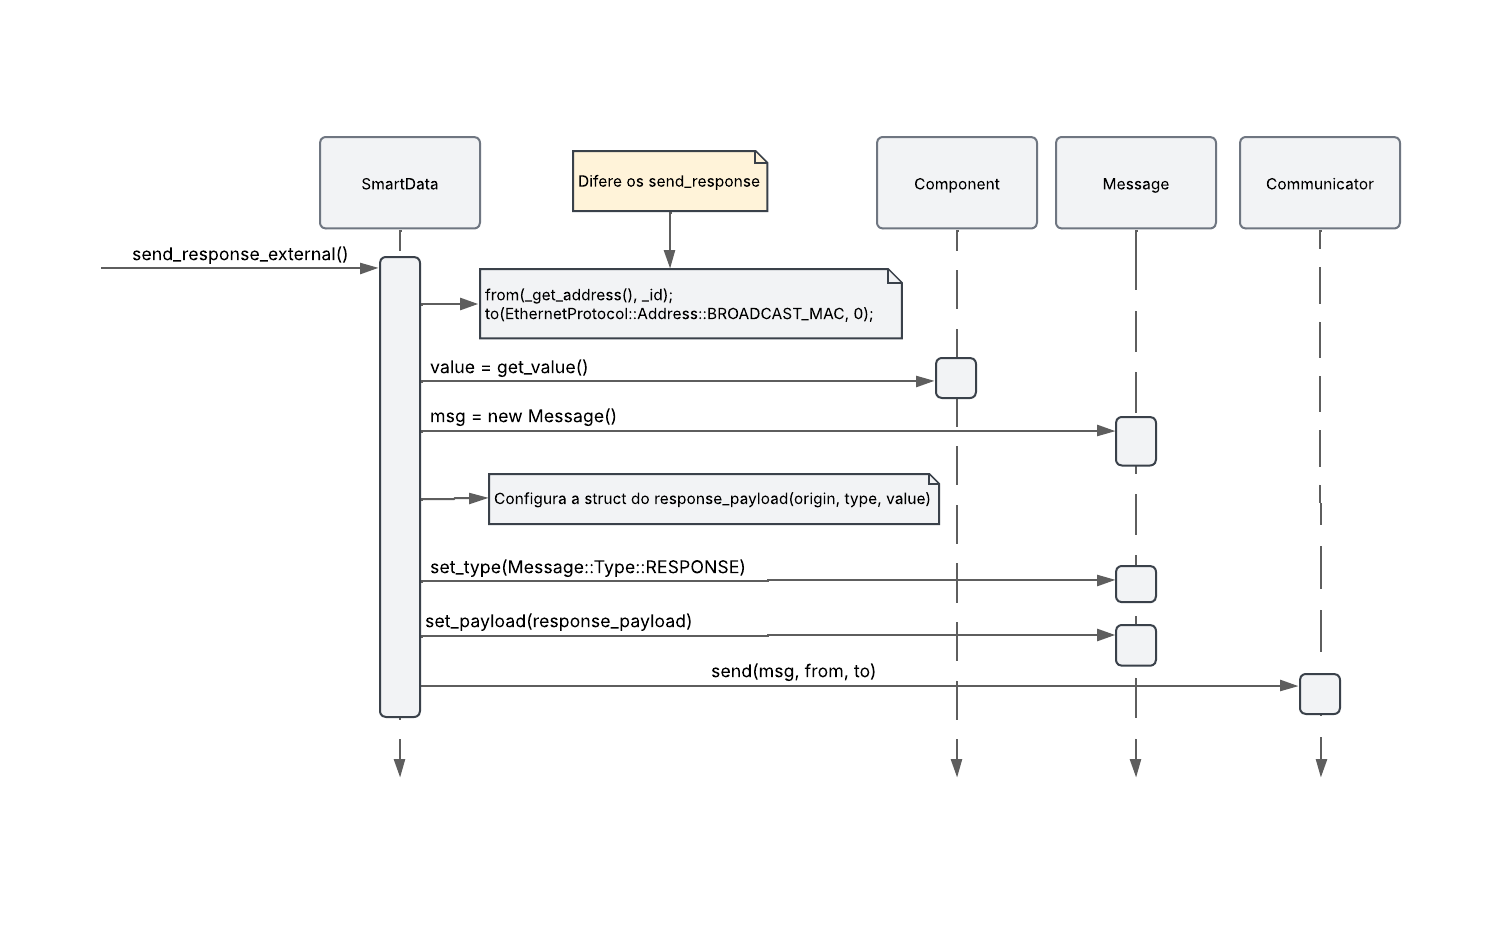 SmartData
Difere os send_response
Component
Message
Communicator
send_response_external()
from(_get_address(), _id);
to(EthernetProtocol::Address::BROADCAST_MAC, 0);
value = get_value()
msg = new Message()
Configura a struct do response_payload(origin, type, value)
set_type(Message::Type::RESPONSE)
set_payload(response_payload)
send(msg, from, to)